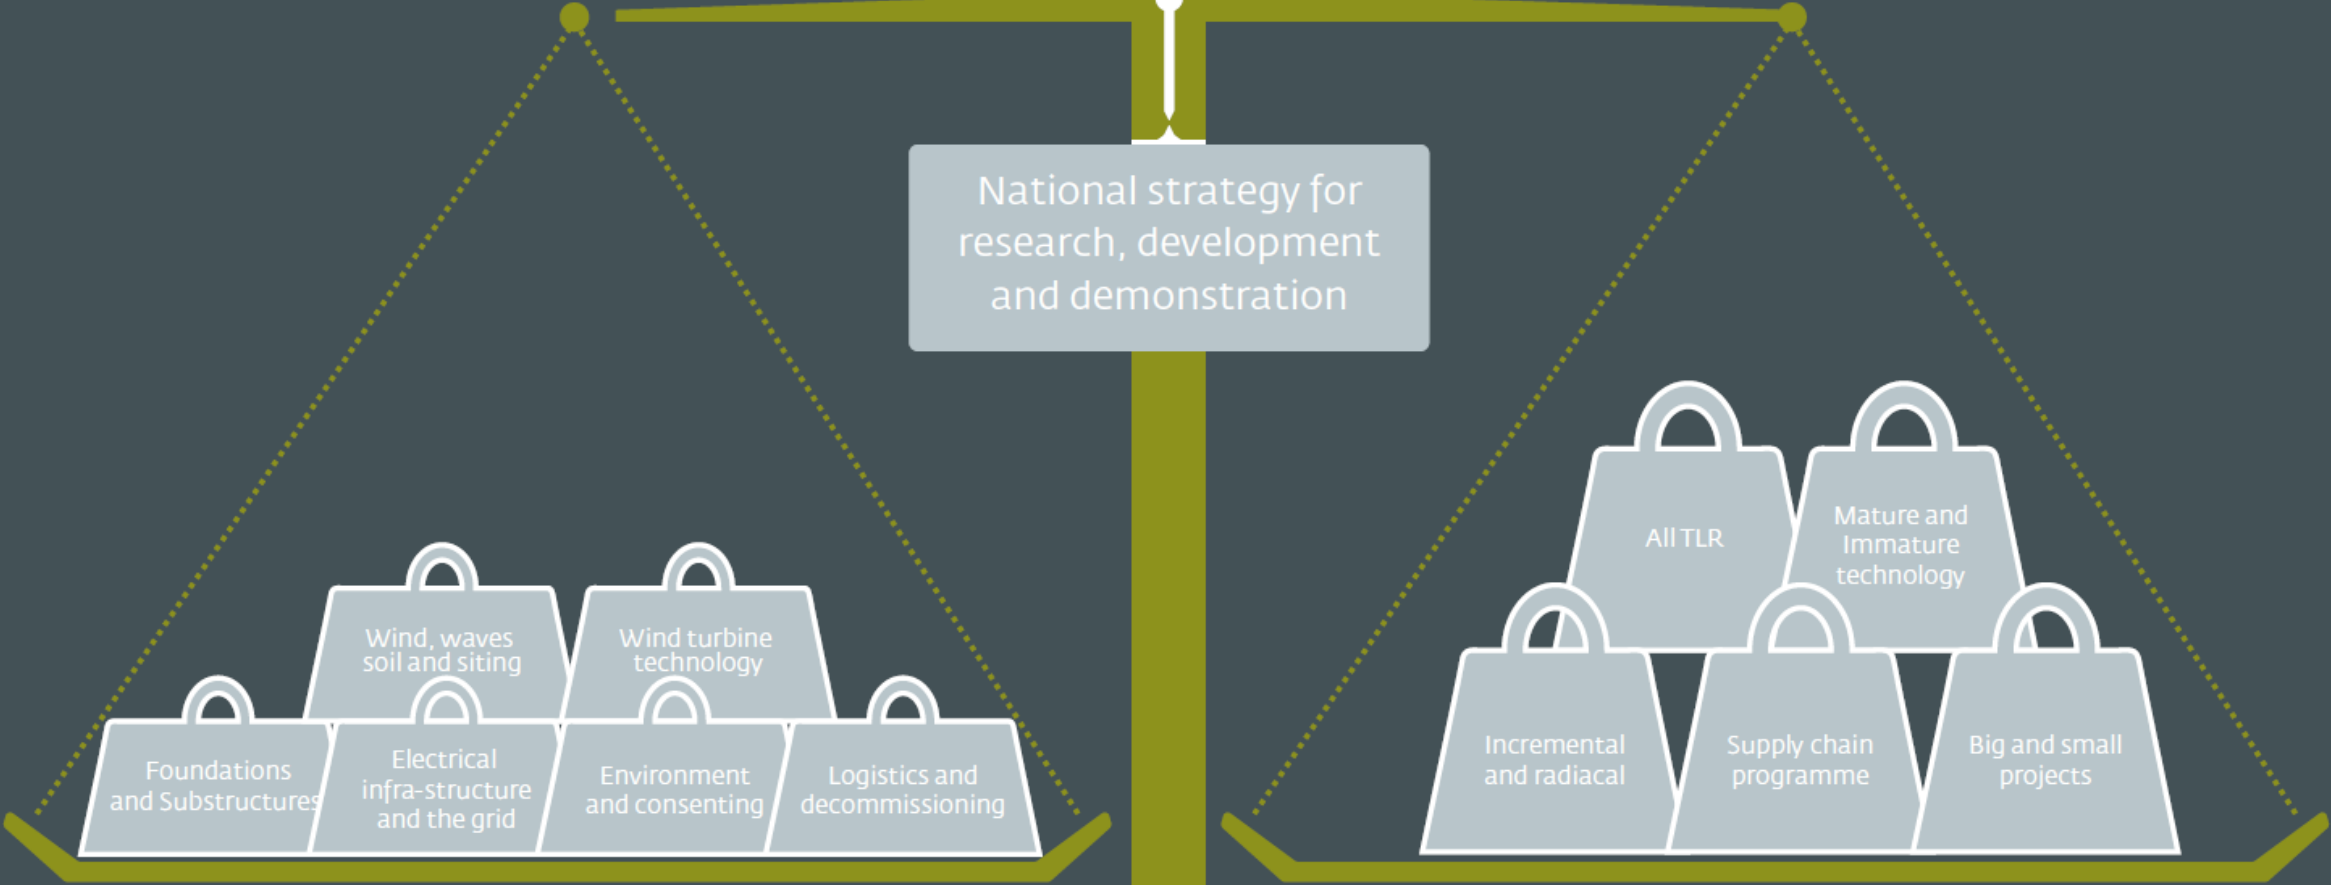 National strategy for
research, development
and demonstration
Wind, waves
soil and siting
Wind turbine
technology
Foundations
and Substructures
Electrical
infra-structure
and the grid
Environment
and consenting
Logistics and
decommissioning
All TLR
Mature and
Immature
technology
Incremental
and radiacal
Supply chain
programme
Big and small
projects